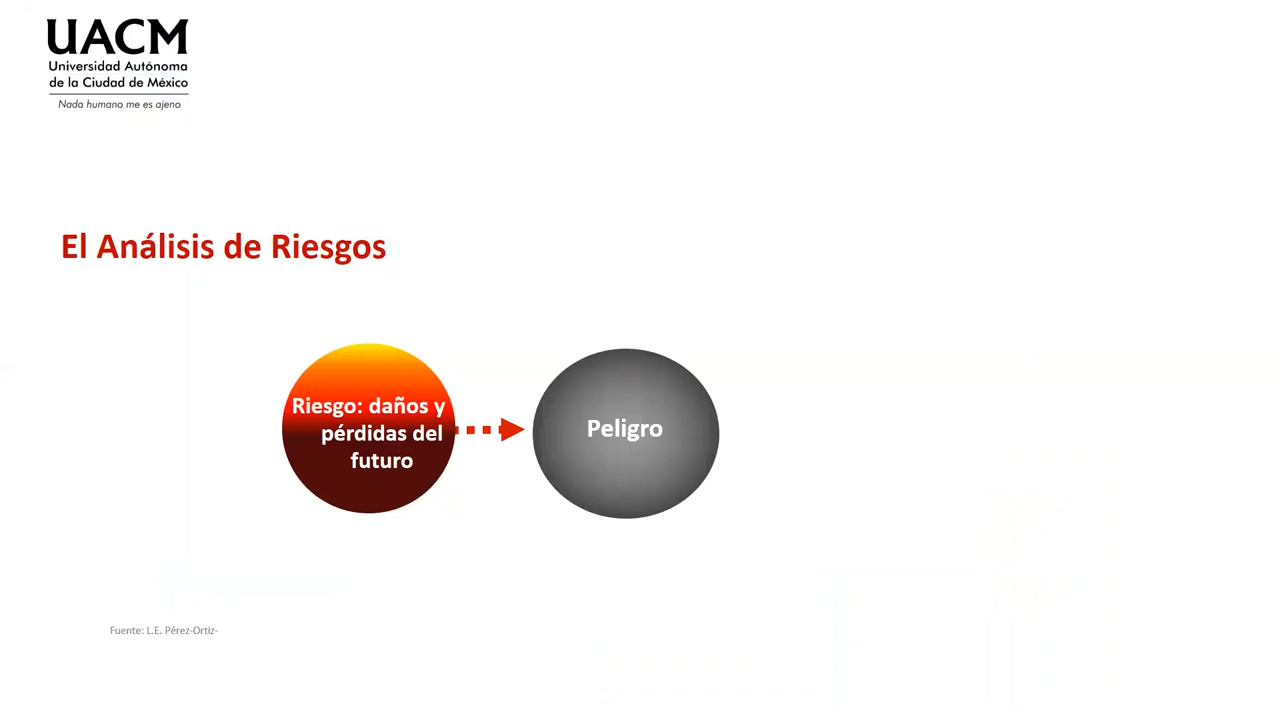 UACM
Universidad Autónoma
de la Ciudad de México
Nada humano me es ajeno
El Análisis de Riesgos
Riesgo: daños y
pérdidas del
futuro
Peligro
Fuente: L.E. Pérez-Ortiz-